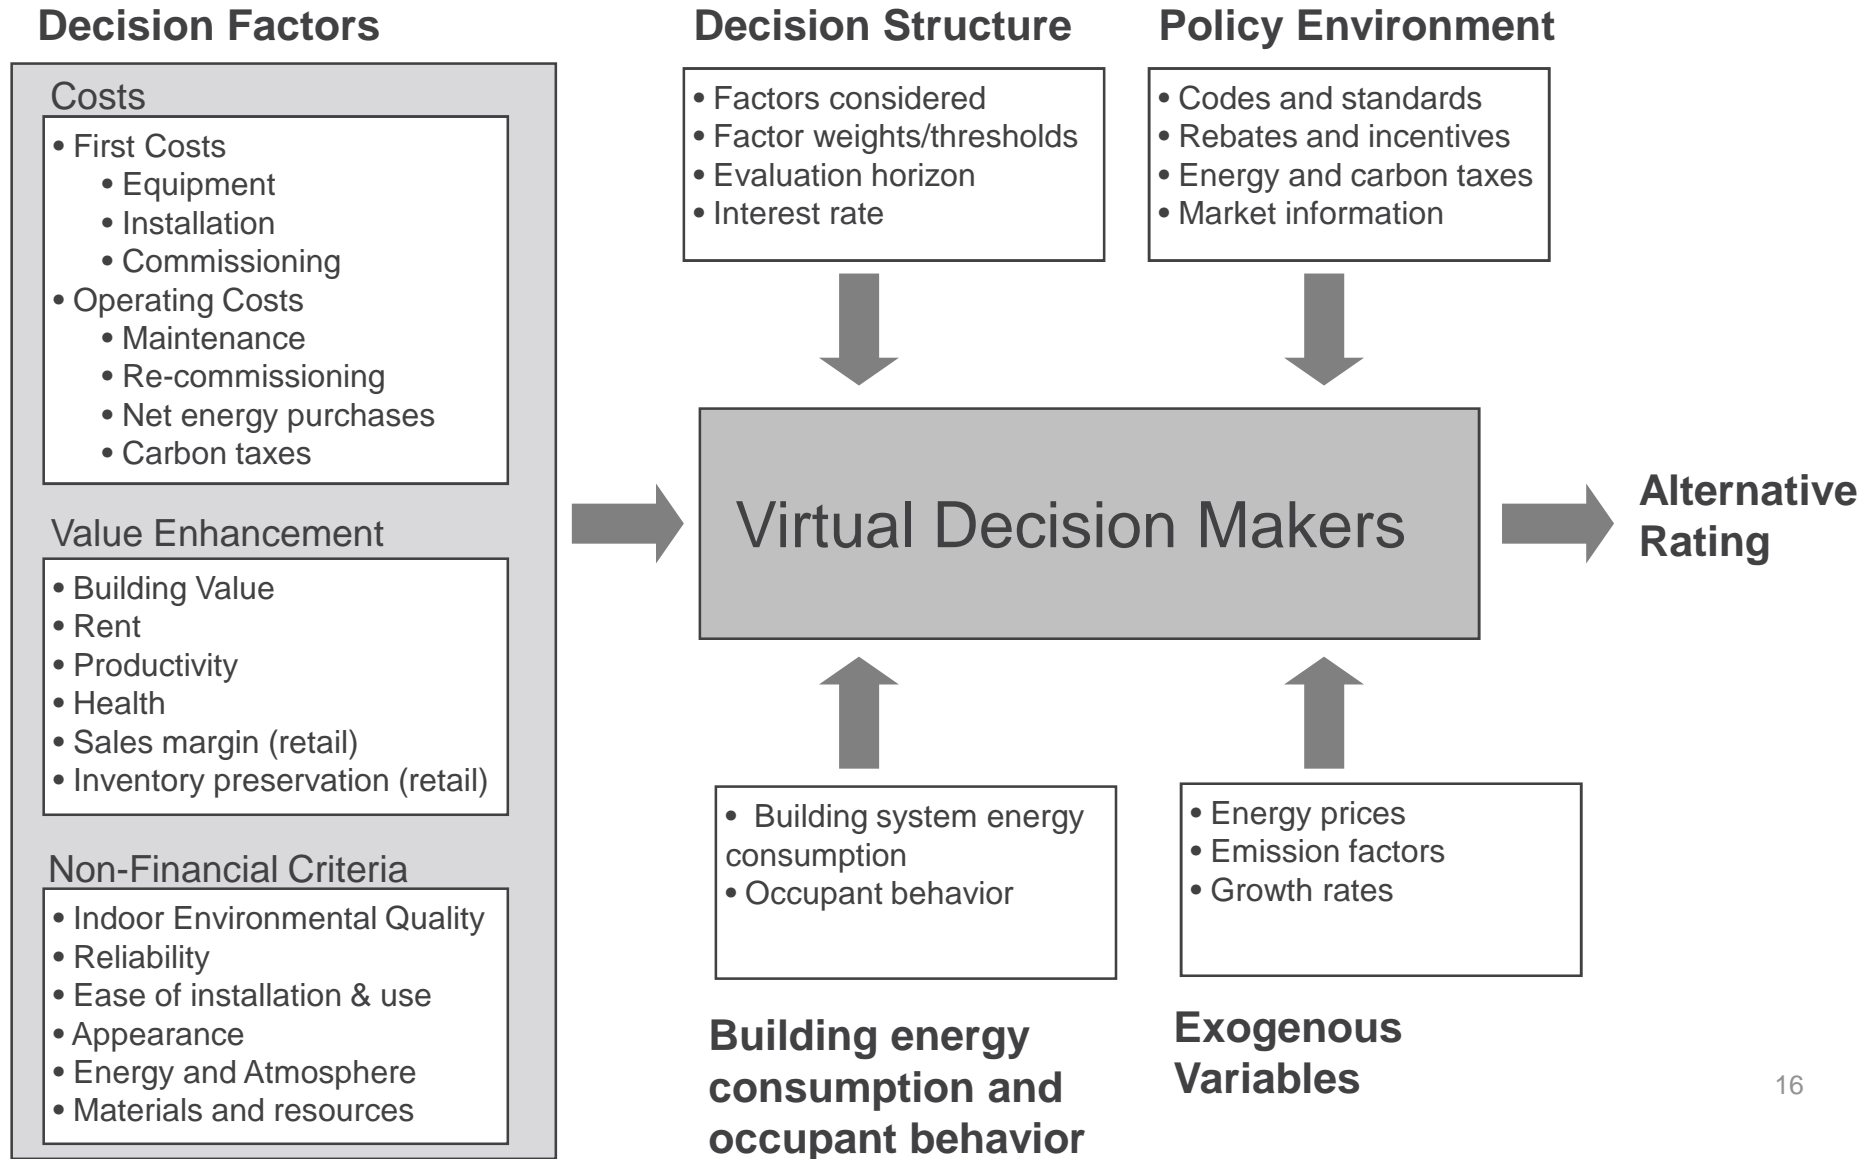 Decision Factors
Costs
• First Costs
• Equipment
• Installation
• Commissioning
• Operating Costs
• Maintenance
• Re-commissioning
• Net energy purchases
• Carbon taxes
Value Enhancement
• Building Value
• Rent
• Productivity
• Health
• Sales margin (retail)
• Inventory preservation (retail)
Non-Financial Criteria
• Indoor Environmental Quality
• Reliability
• Ease of installation & use
• Appearance
• Energy and Atmosphere
• Materials and resources
Decision Structure
• Factors considered
• Factor weights/thresholds
• Evaluation horizon
• Interest rate
Policy Environment
• Codes and standards
• Rebates and incentives
• Energy and carbon taxes
• Market information
Virtual Decision Makers
Alternative
Rating
• Building system energy
consumption
• Occupant behavior
Building energy
consumption and
occupant behavior
• Energy prices
• Emission factors
• Growth rates
Exogenous
Variables
16